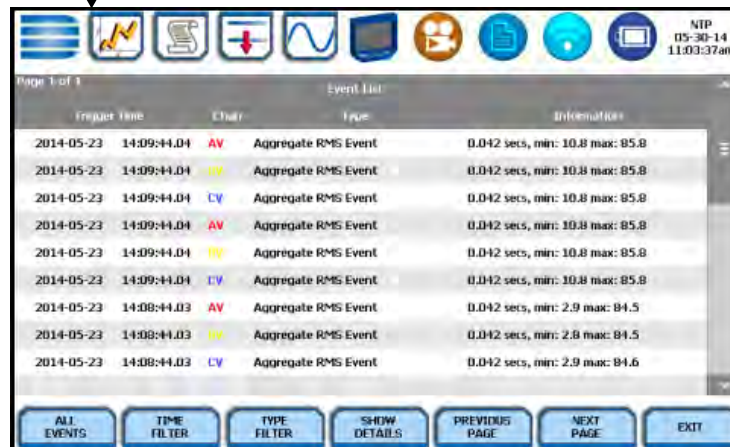 NTP
05-30-14
11:03:37am
Page 1 of 1
Event List
Trigger Time Chan Type Information
2014-05-23 14:09:44.04 AV Aggregate RMS Event 0.042 secs, min: 10.8 max: 85.8
2014-05-23 14:09:44.04 Aggregate RMS Event 0.042 secs, min: 10.8 max: 85.8
2014-05-23 14:09:44.04 CV Aggregate RMS Event 0.042 secs, min: 10.8 max: 85.8
2014-05-23 14:09:44.04 AV Aggregate RMS Event 0.042 secs, min: 10.8 max: 85.8
2014-05-23 14:09:44.04 Aggregate RMS Event 0.042 secs, min: 10.8 max: 85.8
2014-05-23 14:09:44.04 CV Aggregate RMS Event 0.042 secs, min: 10.8 max: 85.8
2014-05-23 14:08:44.03 AV Aggregate RMS Event 0.042 secs, min: 2.9 max: 84.5
2014-05-23 14:08:44.03 Aggregate RMS Event 0.042 secs, min: 2.8 max: 84.5
2014-05-23 14:08:44.03 CV Aggregate RMS Event 0.042 secs, min: 2.9 max: 84.6
ALL EVENTS
TIME FILTER
TYPE FILTER
SHOW DETAILS
PREVIOUS PAGE
NEXT PAGE
EXIT